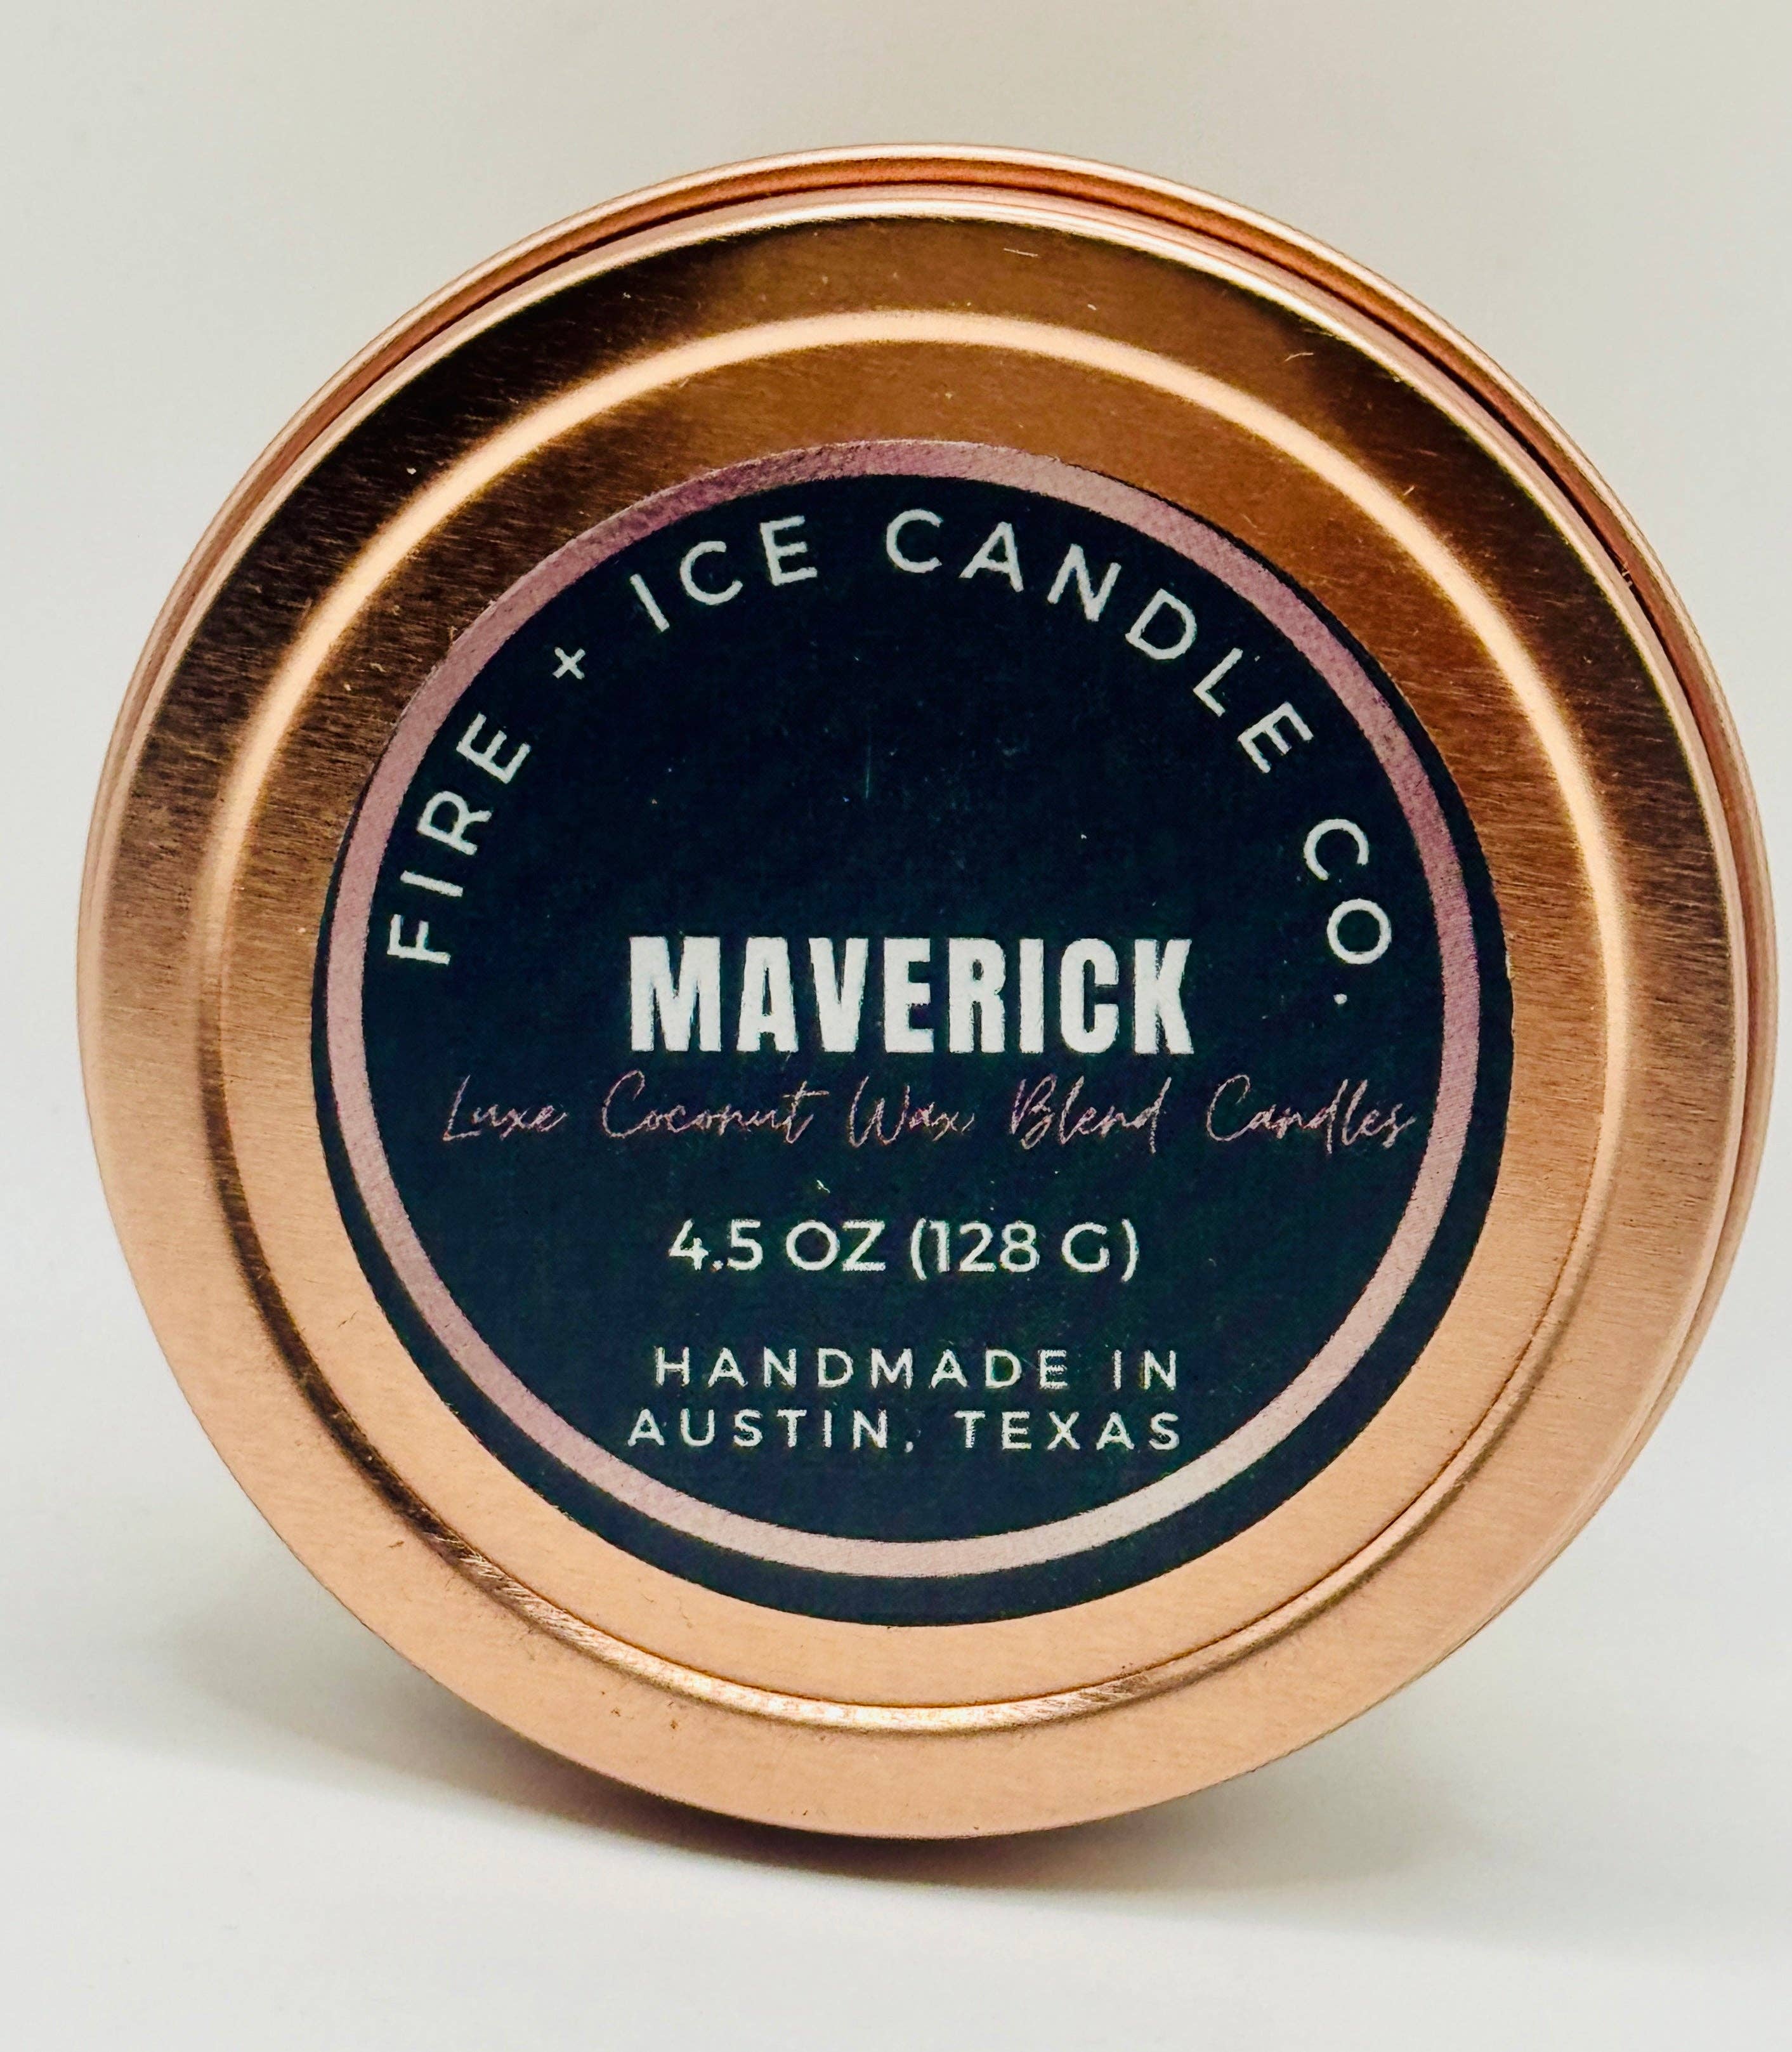 FIRE + ICE CANDLE CO.
MAVERICK
Luxe Coconut Wax Blend Candles
4.5 OZ (128 G)
HANDMADE IN
AUSTIN, TEXAS